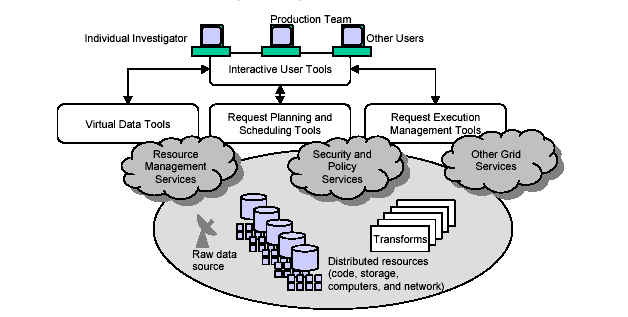 Production Team
Individual Investigator
Other Users
Interactive User Tools
Virtual Data Tools
Request Planning and
Scheduling Tools
Request Execution
Management Tools
Resource
Management
Services
Security and
Policy
Services
Other Grid
Services
Raw data
source
Transforms
Distributed resources
(code, storage,
computers, and network)